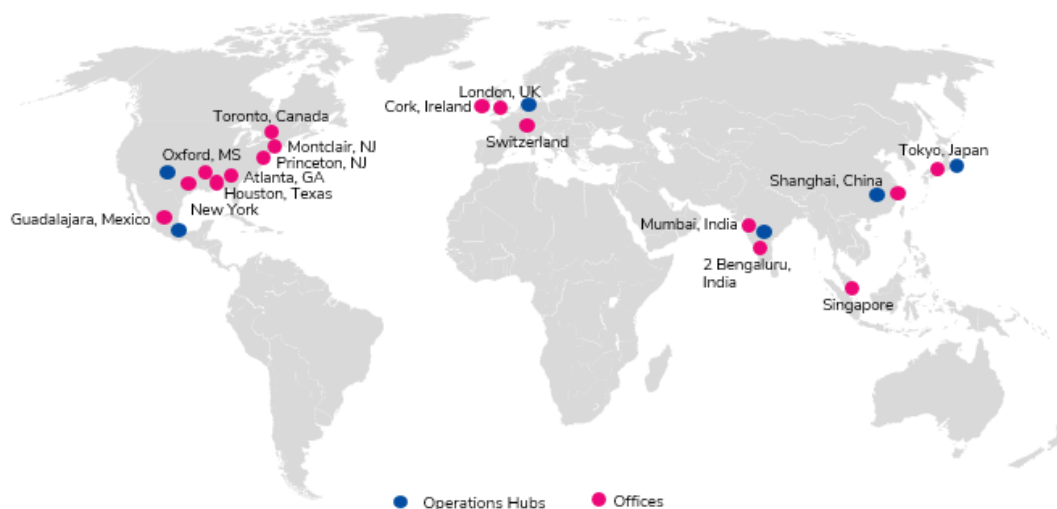 London, UK
Cork, Ireland
Toronto, Canada
Switzerland
Montclair, NJ
Tokyo, Japan
Oxford, MS
Princeton, NJ
Atlanta, GA
Shanghai, China
Houston, Texas
New York
Guadalajara, Mexico
Mumbai, India
2 Bengaluru,
India
Singapore
Operations Hubs
Offices